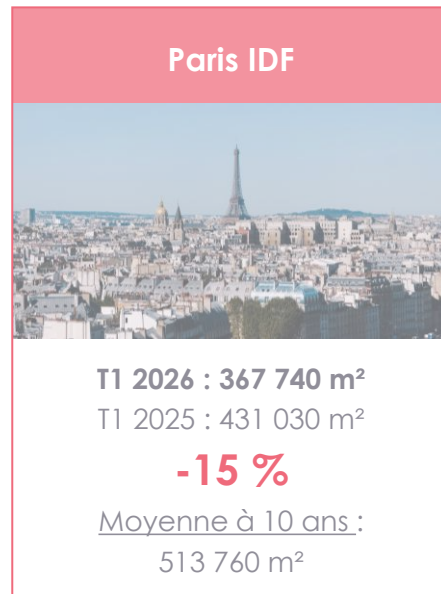 Paris IDF
T1 2026 : 367 740 m²
T1 2025 : 431 030 m²
-15 %
Moyenne à 10 ans :
513 760 m²